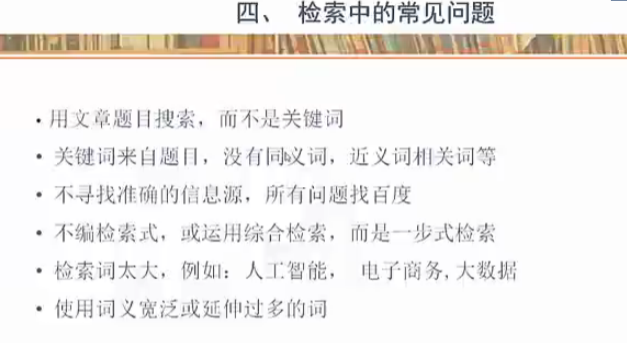 四、 检索中的常见问题
• 用文章题目搜索，而不是关键词
• 关键词来自题目，没有同义词，近义词相关词等
• 不寻找准确的信息源，所有问题找百度
• 不编检索式，或运用综合检索，而是一步式检索
• 检索词太大，例如：人工智能， 电子商务,大数据
• 使用词义宽泛或延伸过多的词